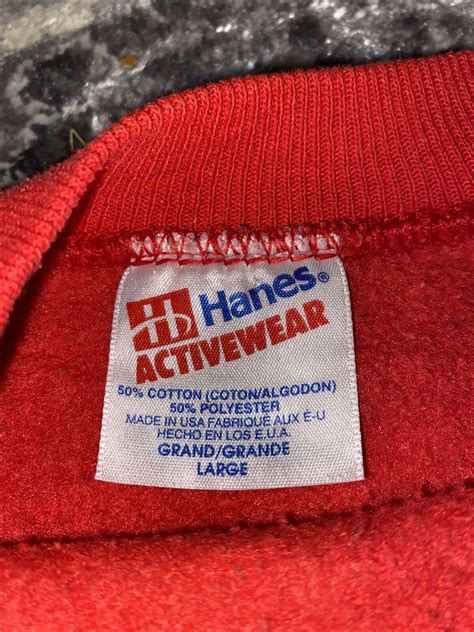 Hanes®
ACTIVEWEAR
50% COTTON (COTON/ALGODON)
50% POLYESTER
MADE IN USA FABRIQUÉ AUX É-U
HECHO EN LOS E.U.A.
GRAND/GRANDE
LARGE